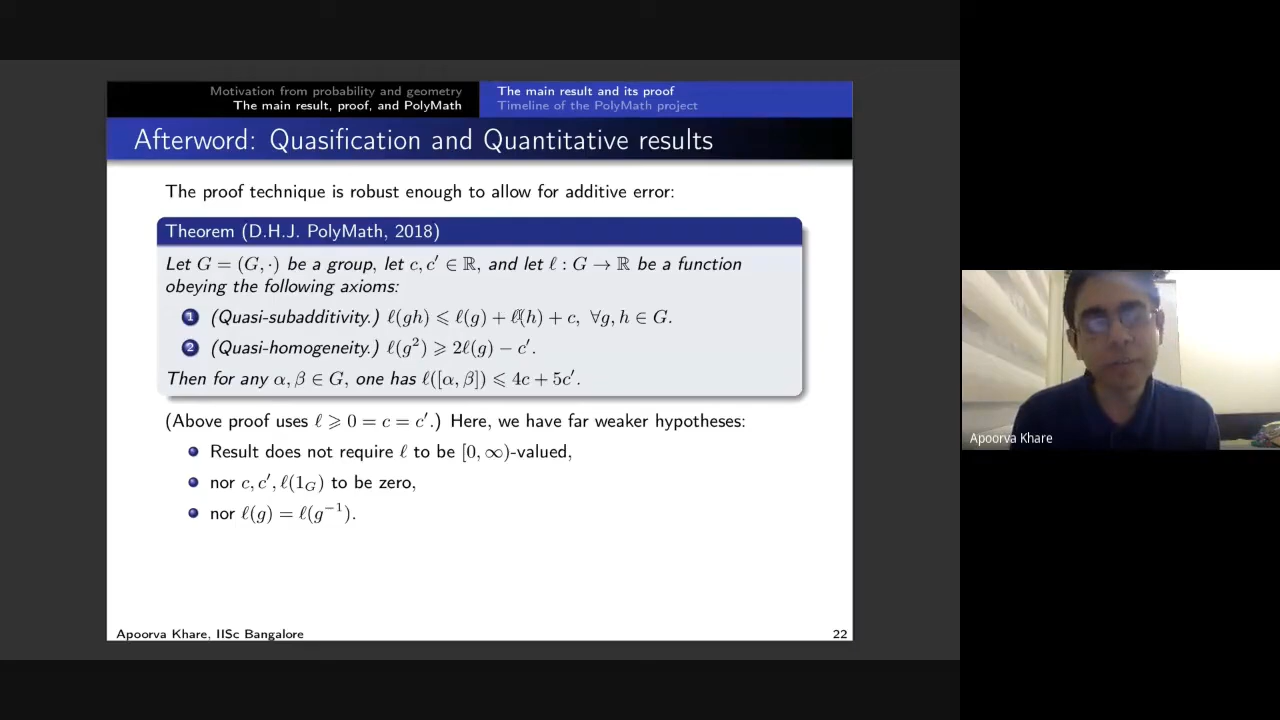 Motivation from probability and geometry
The main result, proof, and PolyMath
The main result and its proof
Timeline of the PolyMath project
Afterword: Quasification and Quantitative results
The proof technique is robust enough to allow for additive error:
Theorem (D.H.J. PolyMath, 2018)
Let G = (G, ·) be a group, let c, c′ ∈ ℝ, and let ℓ : G → ℝ be a function
obeying the following axioms:
1 (Quasi-subadditivity.) ℓ(gh) ⩽ ℓ(g) + ℓ(h) + c, ∀g, h ∈ G.
2 (Quasi-homogeneity.) ℓ(g²) ⩾ 2ℓ(g) − c′.
Then for any α, β ∈ G, one has ℓ([α, β]) ⩽ 4c + 5c′.
(Above proof uses ℓ ⩾ 0 = c = c′.) Here, we have far weaker hypotheses:
Result does not require ℓ to be [0, ∞)-valued,
nor c, c′, ℓ(1_G) to be zero,
nor ℓ(g) = ℓ(g⁻¹).
Apoorva Khare, IISc Bangalore
22
Apoorva Khare